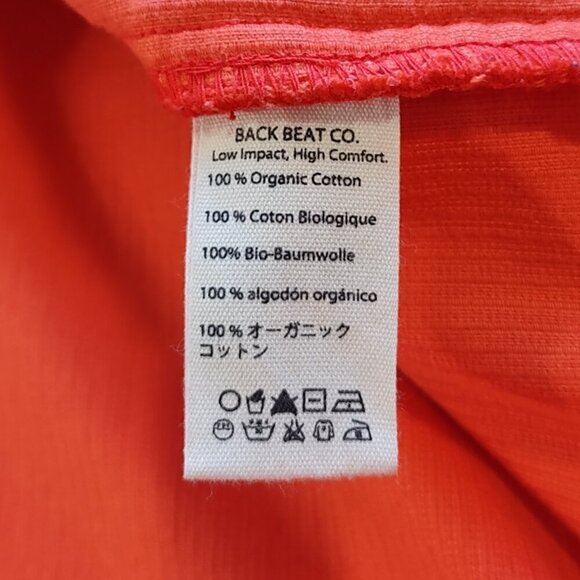 BACK BEAT CO.
Low Impact, High Comfort.
100 % Organic Cotton
100 % Coton Biologique
100% Bio-Baumwolle
100 % algodón orgánico
100 % オーガニック
コットン